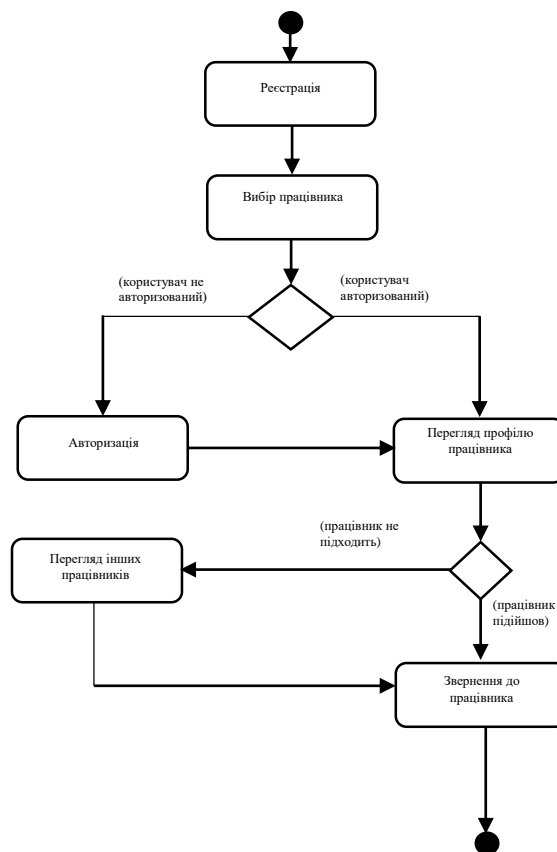 Реєстрація
Вибір працівника
(користувач не
авторизований)
(користувач
авторизований)
Авторизація
Перегляд профілю
працівника
(працівник не
підходить)
Перегляд інших
працівників
(працівник
підійшов)
Звернення до
працівника